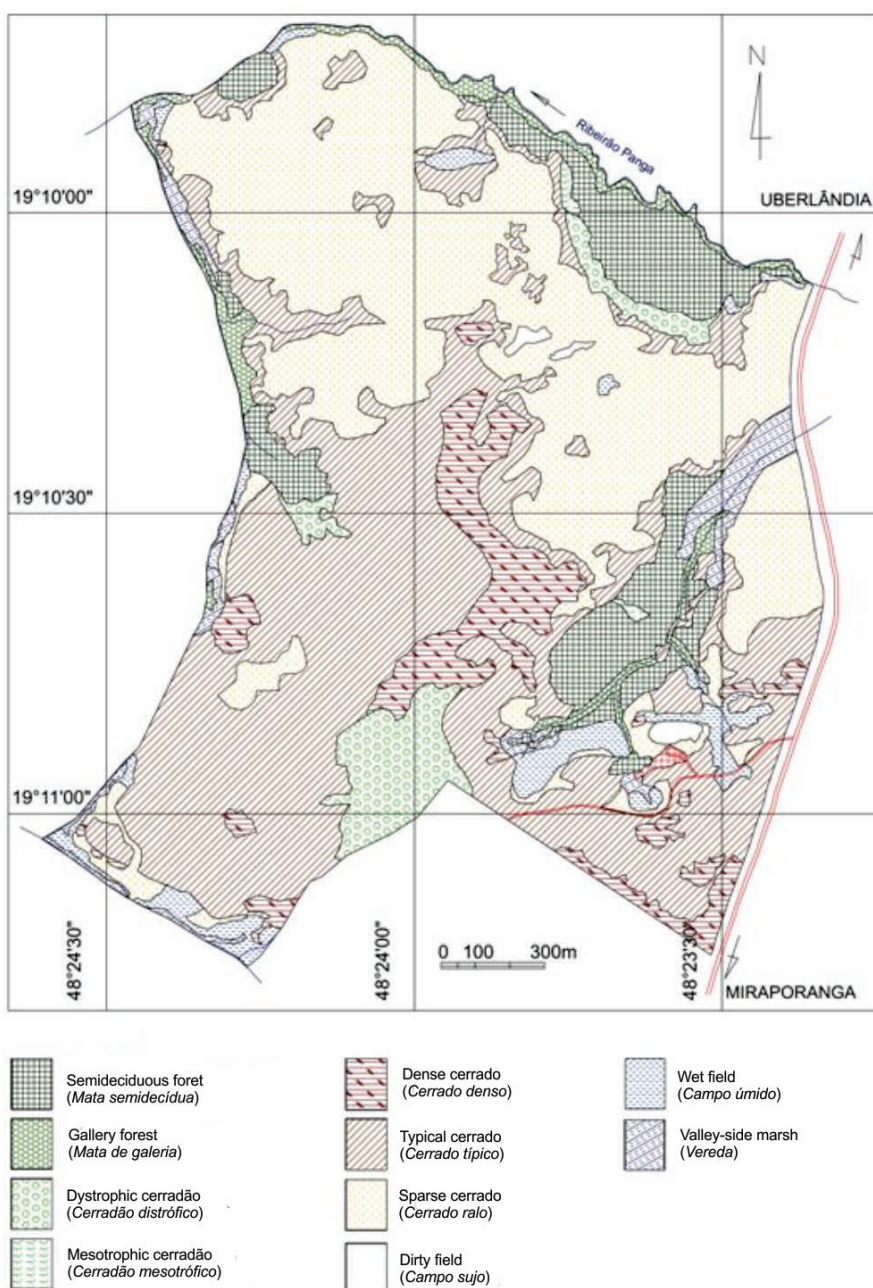 N
Ribeirão Panga
19°10'00"
UBERLÂNDIA
19°10'30"
19°11'00"
48°24'30"
48°24'00"
48°23'30"
0 100 300m
MIRAPORANGA
Semideciduous foret
(Mata semidecídua)
Gallery forest
(Mata de galeria)
Dystrophic cerradão
(Cerradão distrófico)
Mesotrophic cerradão
(Cerradão mesotrófico)
Dense cerrado
(Cerrado denso)
Typical cerrado
(Cerrado típico)
Sparse cerrado
(Cerrado ralo)
Dirty field
(Campo sujo)
Wet field
(Campo úmido)
Valley-side marsh
(Vereda)